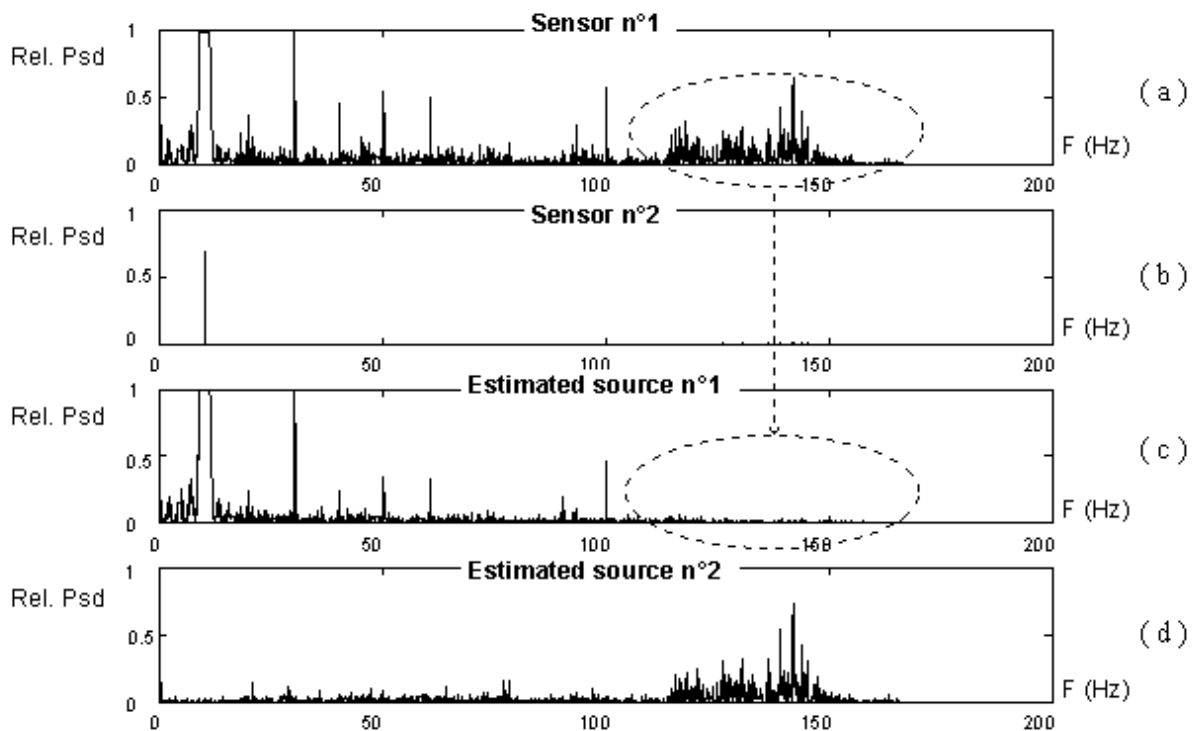 Sensor n°1
Rel. Psd
1
0.5
0
0 50 100 150 200
F (Hz)
( a )
Sensor n°2
Rel. Psd
1
0.5
0
0 50 100 150 200
F (Hz)
( b )
Estimated source n°1
Rel. Psd
1
0.5
0
0 50 100 150 200
F (Hz)
( c )
Estimated source n°2
Rel. Psd
1
0.5
0
0 50 100 150 200
F (Hz)
( d )